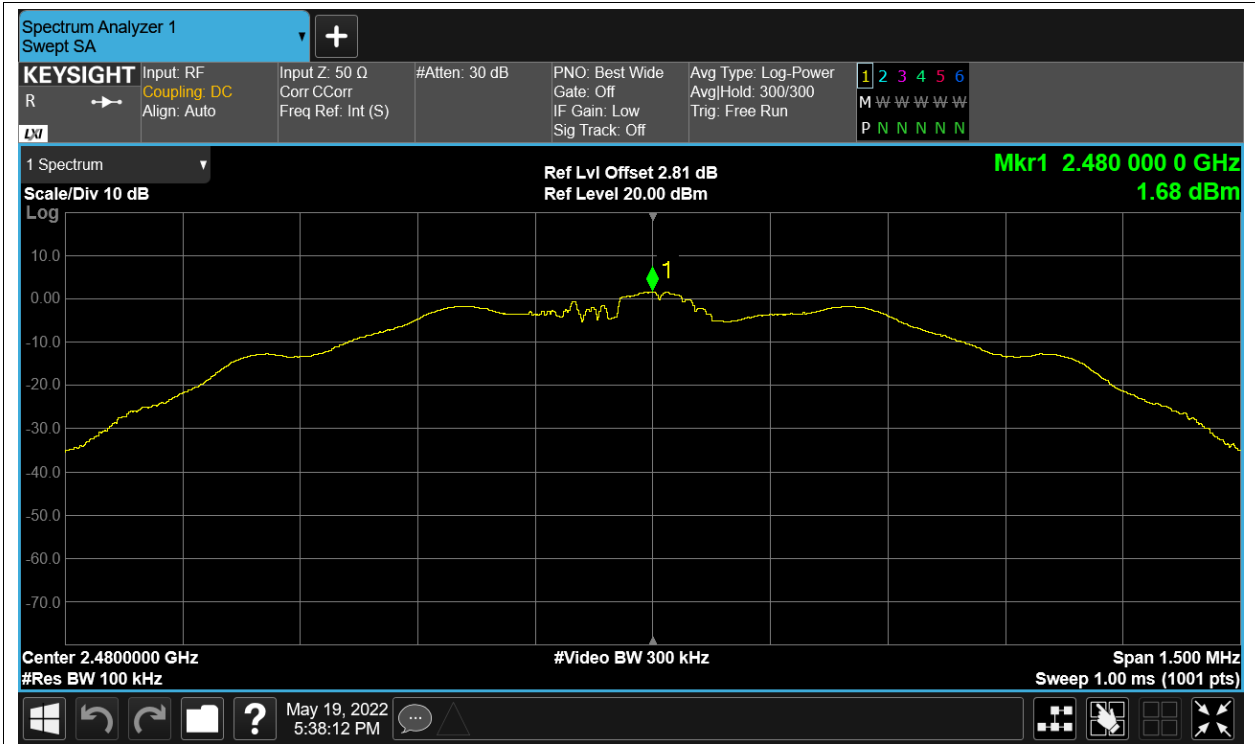 Spectrum Analyzer 1
Swept SA
KEYSIGHT
R
LXI
Input: RF
Coupling: DC
Align: Auto
Input Z: 50 Ω
Corr CCorr
Freq Ref: Int (S)
#Atten: 30 dB
PNO: Best Wide
Gate: Off
IF Gain: Low
Sig Track: Off
Avg Type: Log-Power
Avg|Hold: 300/300
Trig: Free Run
1 2 3 4 5 6
M W W W W W
P N N N N N
1 Spectrum
Scale/Div 10 dB
Log
Ref Lvl Offset 2.81 dB
Ref Level 20.00 dBm
Mkr1 2.480 000 0 GHz
1.68 dBm
10.0
1
0.00
-10.0
-20.0
-30.0
-40.0
-50.0
-60.0
-70.0
Center 2.4800000 GHz
#Res BW 100 kHz
#Video BW 300 kHz
Span 1.500 MHz
Sweep 1.00 ms (1001 pts)
?
May 19, 2022
5:38:12 PM